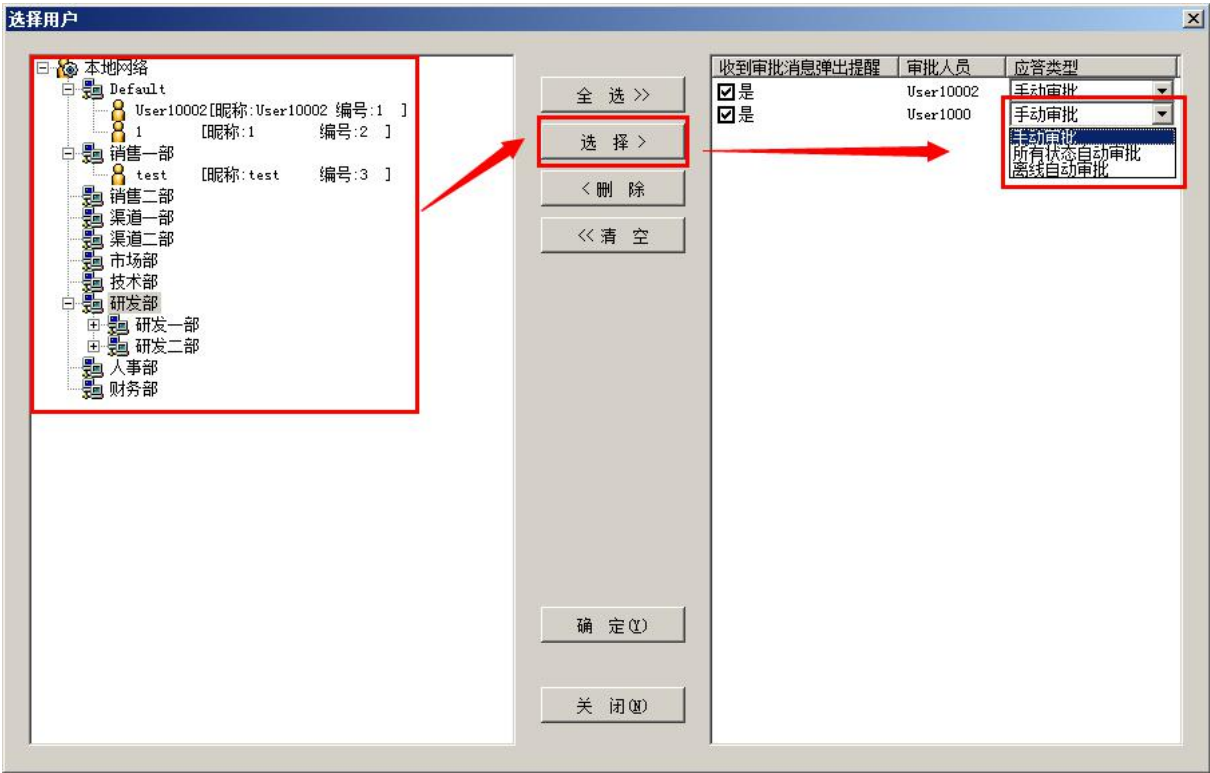 选择用户
本地网络
Default
User10002[昵称:User10002 编号:1 ]
1 [昵称:1 编号:2 ]
销售一部
test [昵称:test 编号:3 ]
销售二部
渠道一部
渠道二部
市场部
技术部
研发部
研发一部
研发二部
人事部
财务部
全 选>>
选 择>
<删 除
<<清 空
确 定(Y)
关 闭(N)
收到审批消息弹出提醒 审批人员 应答类型
是 User10002 手动审批
是 User1000 手动审批
手动审批
所有状态自动审批
离线自动审批